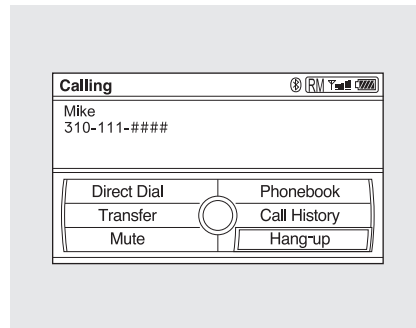 Calling RM
Mike
310-111-####
Direct Dial Phonebook
Transfer Call History
Mute Hang-up